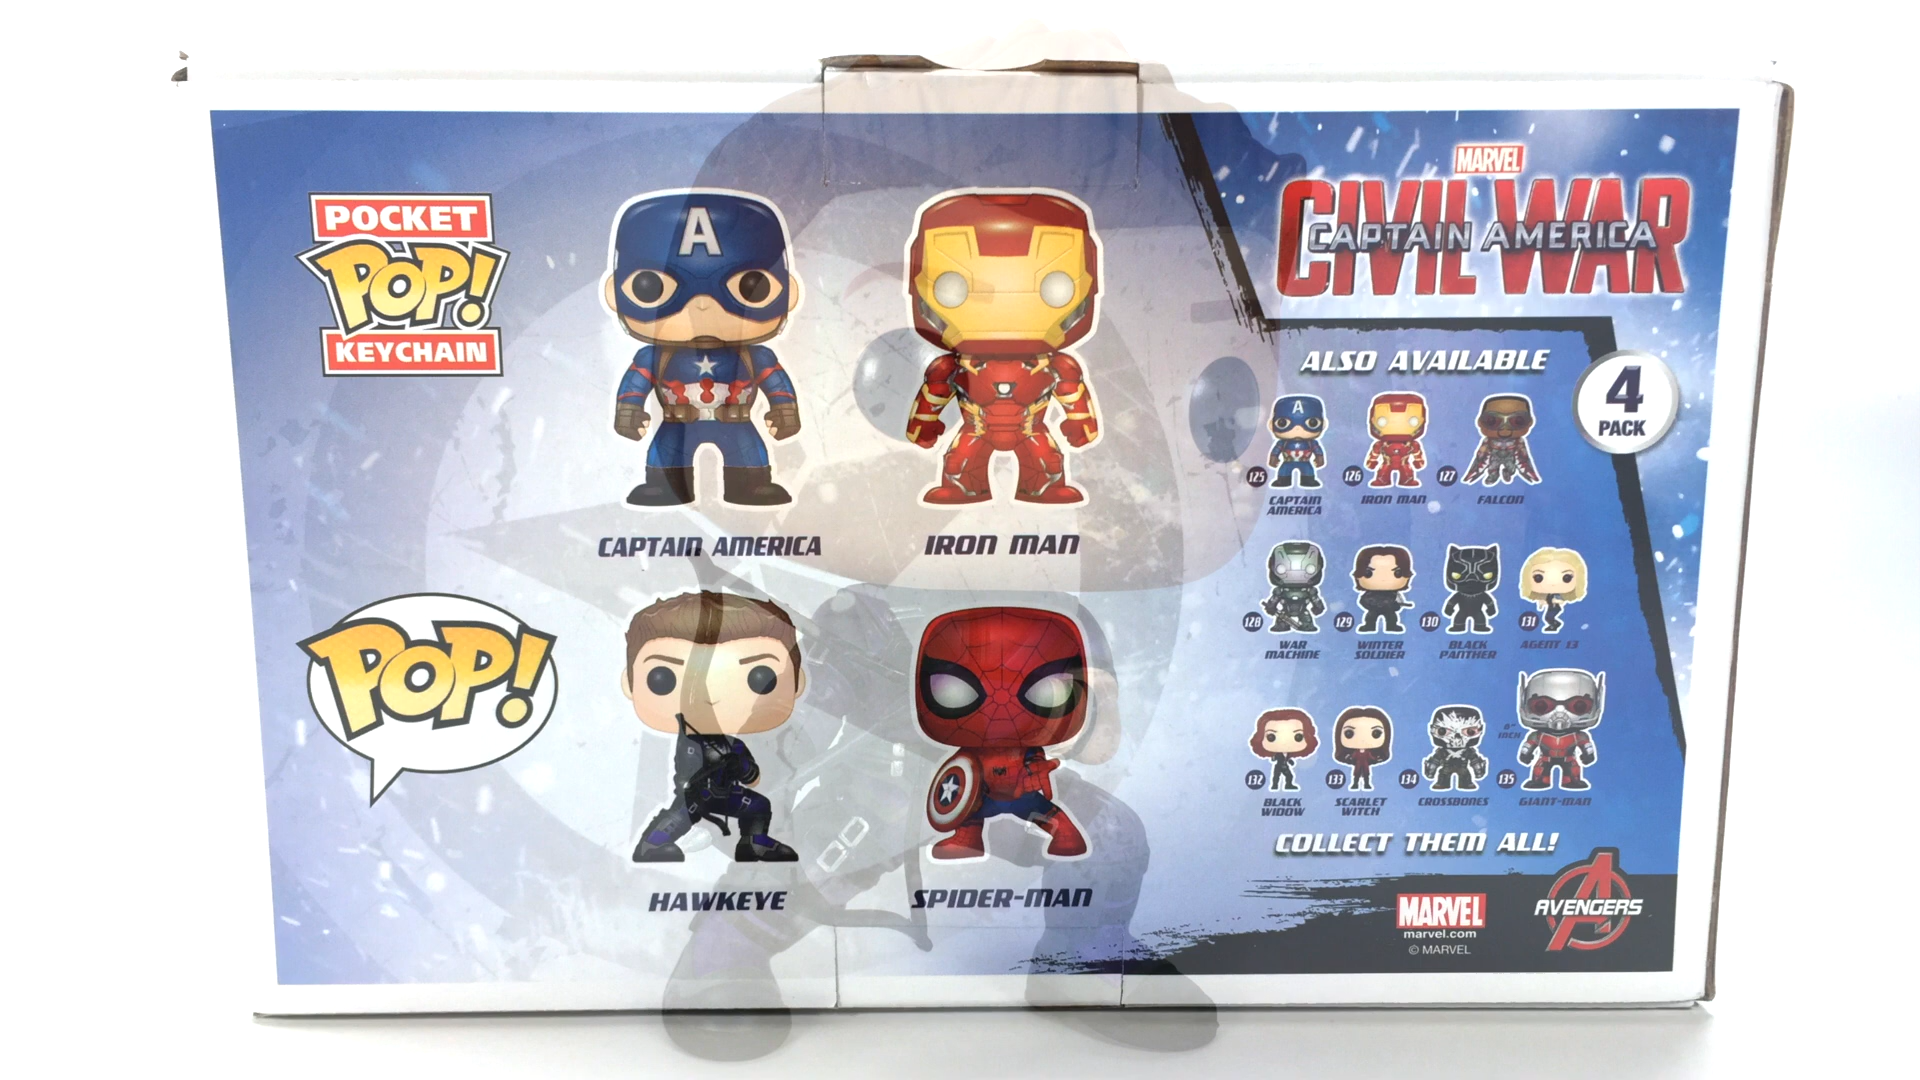 POCKET
POP!
KEYCHAIN
A
CAPTAIN AMERICA
IRON MAN
POP!
HAWKEYE
SPIDER-MAN
MARVEL
CIVIL WAR
CAPTAIN AMERICA
ALSO AVAILABLE
4
PACK
A
125
CAPTAIN
AMERICA
126
IRON MAN
127
FALCON
128
WAR
MACHINE
129
WINTER
SOLDIER
130
BLACK
PANTHER
131
AGENT 13
132
BLACK
WIDOW
133
SCARLET
WITCH
134
CROSSBONES
6"
INCH
135
GIANT-MAN
COLLECT THEM ALL!
MARVEL
marvel.com
© MARVEL
A
AVENGERS